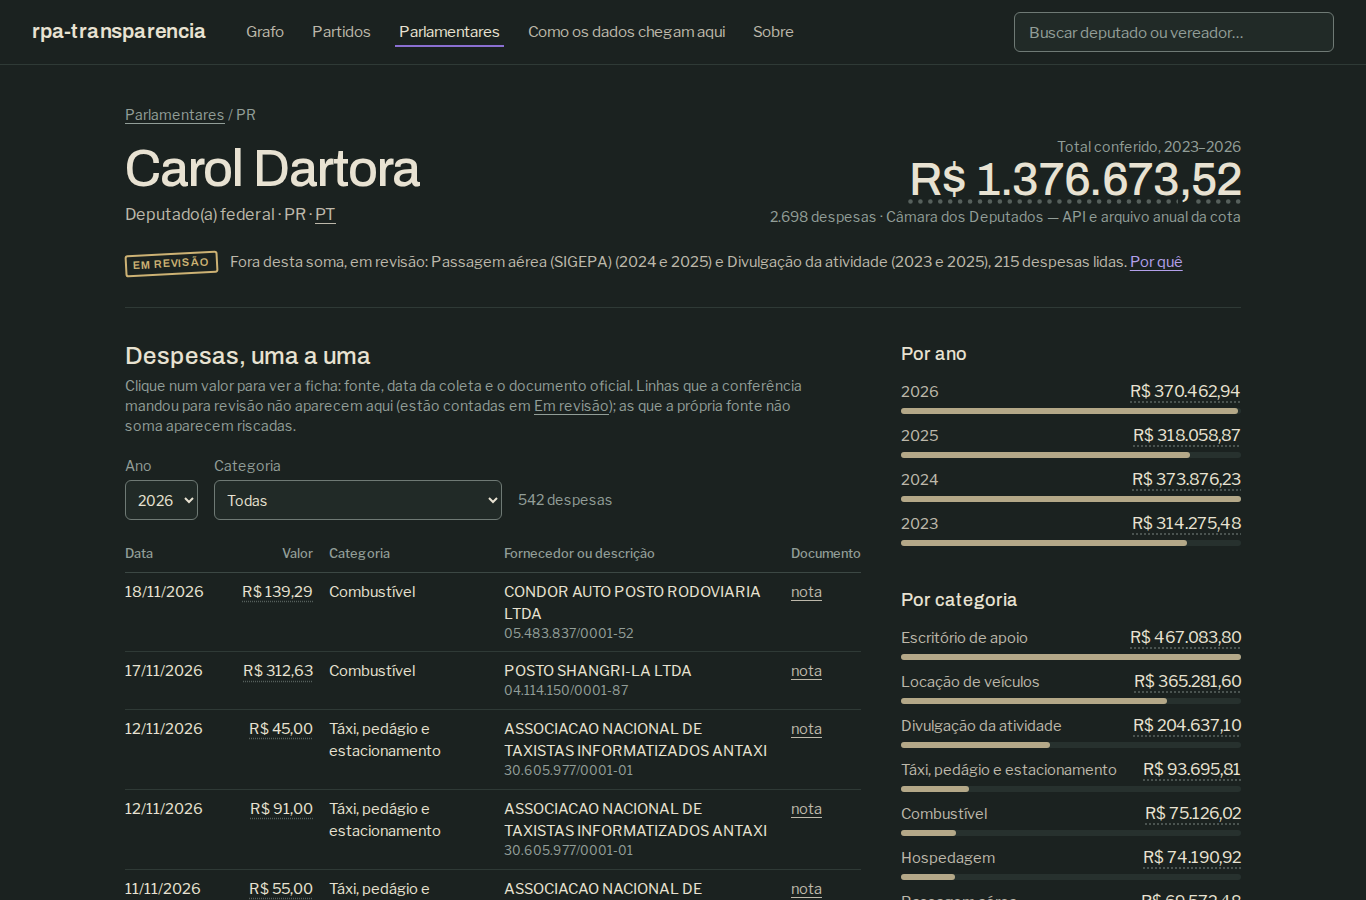 rpa-transparencia
Grafo
Partidos
Parlamentares
Como os dados chegam aqui
Sobre
Buscar deputado ou vereador...
Parlamentares / PR
Carol Dartora
Deputado(a) federal · PR · PT
Total conferido, 2023–2026
R$ 1.376.673,52
2.698 despesas · Câmara dos Deputados — API e arquivo anual da cota
EM REVISÃO
Fora desta soma, em revisão: Passagem aérea (SIGEPA) (2024 e 2025) e Divulgação da atividade (2023 e 2025), 215 despesas lidas. Por quê
Despesas, uma a uma
Clique num valor para ver a ficha: fonte, data da coleta e o documento oficial. Linhas que a conferência
mandou para revisão não aparecem aqui (estão contadas em Em revisão); as que a própria fonte não
soma aparecem riscadas.
Ano
Categoria
2026
Todas
542 despesas
Data Valor Categoria Fornecedor ou descrição Documento
18/11/2026 R$ 139,29 Combustível CONDOR AUTO POSTO RODOVIARIA nota
LTDA
05.483.837/0001-52
17/11/2026 R$ 312,63 Combustível POSTO SHANGRI-LA LTDA nota
04.114.150/0001-87
12/11/2026 R$ 45,00 Táxi, pedágio e ASSOCIACAO NACIONAL DE nota
estacionamento TAXISTAS INFORMATIZADOS ANTAXI
30.605.977/0001-01
12/11/2026 R$ 91,00 Táxi, pedágio e ASSOCIACAO NACIONAL DE nota
estacionamento TAXISTAS INFORMATIZADOS ANTAXI
30.605.977/0001-01
11/11/2026 R$ 55,00 Táxi, pedágio e ASSOCIACAO NACIONAL DE nota
Por ano
2026 R$ 370.462,94
2025 R$ 318.058,87
2024 R$ 373.876,23
2023 R$ 314.275,48
Por categoria
Escritório de apoio R$ 467.083,80
Locação de veículos R$ 365.281,60
Divulgação da atividade R$ 204.637,10
Táxi, pedágio e estacionamento R$ 93.695,81
Combustível R$ 75.126,02
Hospedagem R$ 74.190,92